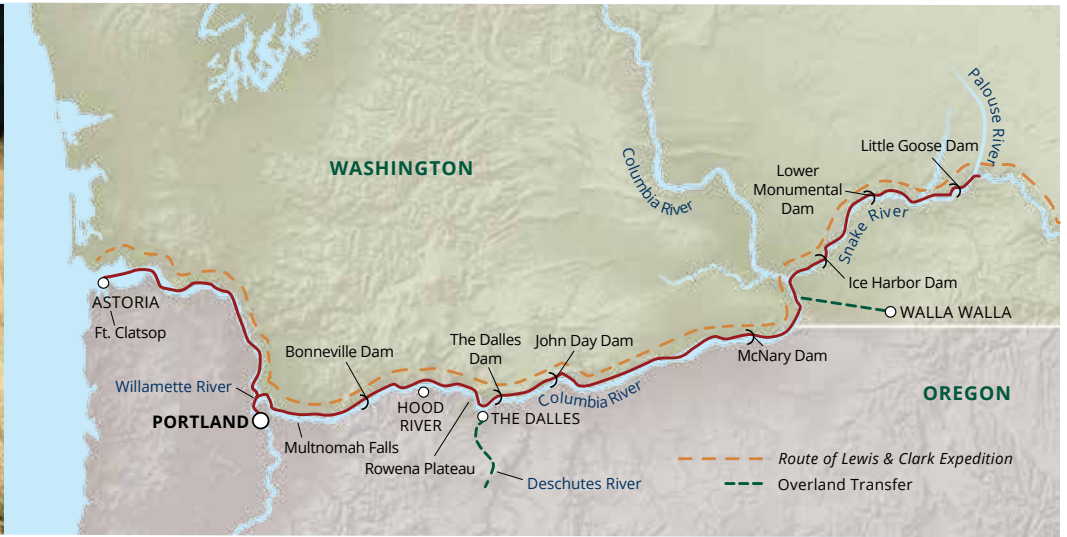 Palouse River
Little Goose Dam
Columbia River
WASHINGTON
Lower
Monumental
Dam
Snake River
Ice Harbor Dam
ASTORIA
WALLA WALLA
Ft. Clatsop
The Dalles
Dam
John Day Dam
Bonneville Dam
McNary Dam
Willamette River
Columbia River
OREGON
HOOD
RIVER
PORTLAND
THE DALLES
Multnomah Falls
Rowena Plateau
Route of Lewis & Clark Expedition
Deschutes River
Overland Transfer